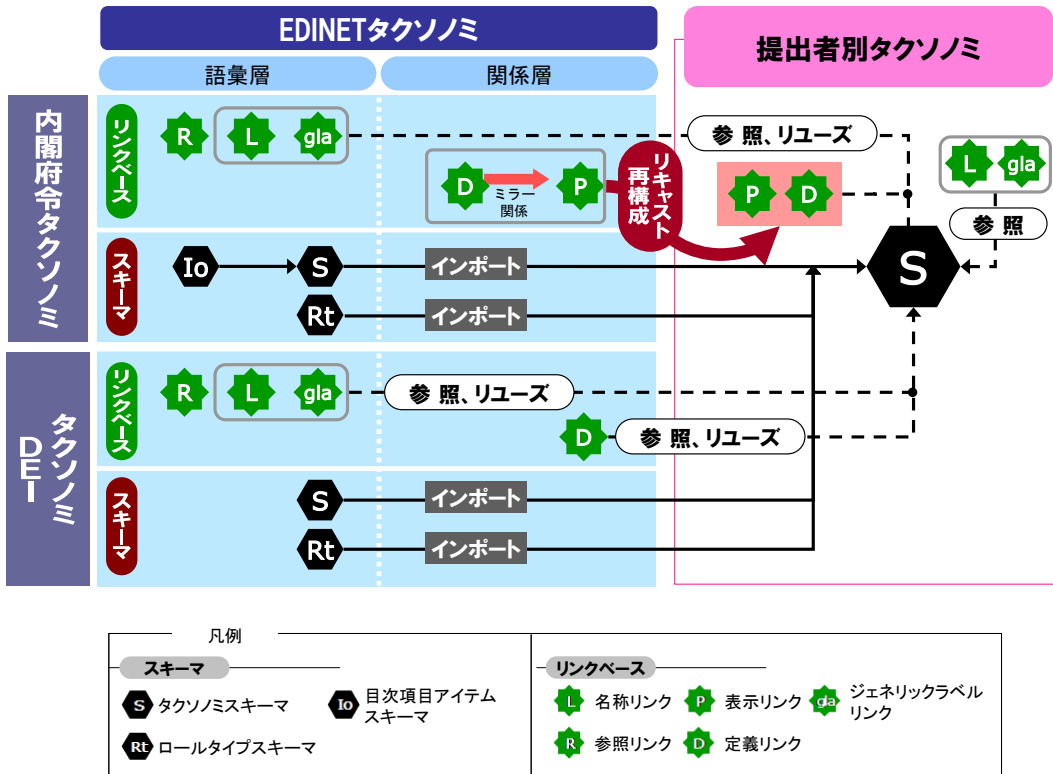 EDINETタクソノミ
提出者別タクソノミ
語彙層
関係層
内閣府令タクソノミ
リンクベース
R
L
gla
参 照、リユーズ
L
gla
D
ミラー
関係
P
リキャスト
再構成
P
D
参 照
スキーマ
Io
S
インポート
S
Rt
インポート
DEI
タクソノミ
リンクベース
R
L
gla
参 照、リユーズ
D
参 照、リユーズ
スキーマ
S
インポート
Rt
インポート
凡例
スキーマ
S タクソノミスキーマ
Io 目次項目アイテム
スキーマ
Rt ロールタイプスキーマ
リンクベース
L 名称リンク
P 表示リンク
gla ジェネリックラベル
リンク
R 参照リンク
D 定義リンク